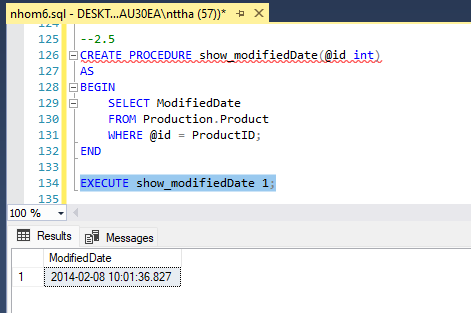 nhom6.sql - DESKT...AU30EA\nttha (57))*
124
125 --2.5
126 CREATE PROCEDURE show_modifiedDate(@id int)
127 AS
128 BEGIN
129 SELECT ModifiedDate
130 FROM Production.Product
131 WHERE @id = ProductID;
132 END
133
134 EXECUTE show_modifiedDate 1;
135
100 %
Results Messages
ModifiedDate
1 2014-02-08 10:01:36.827